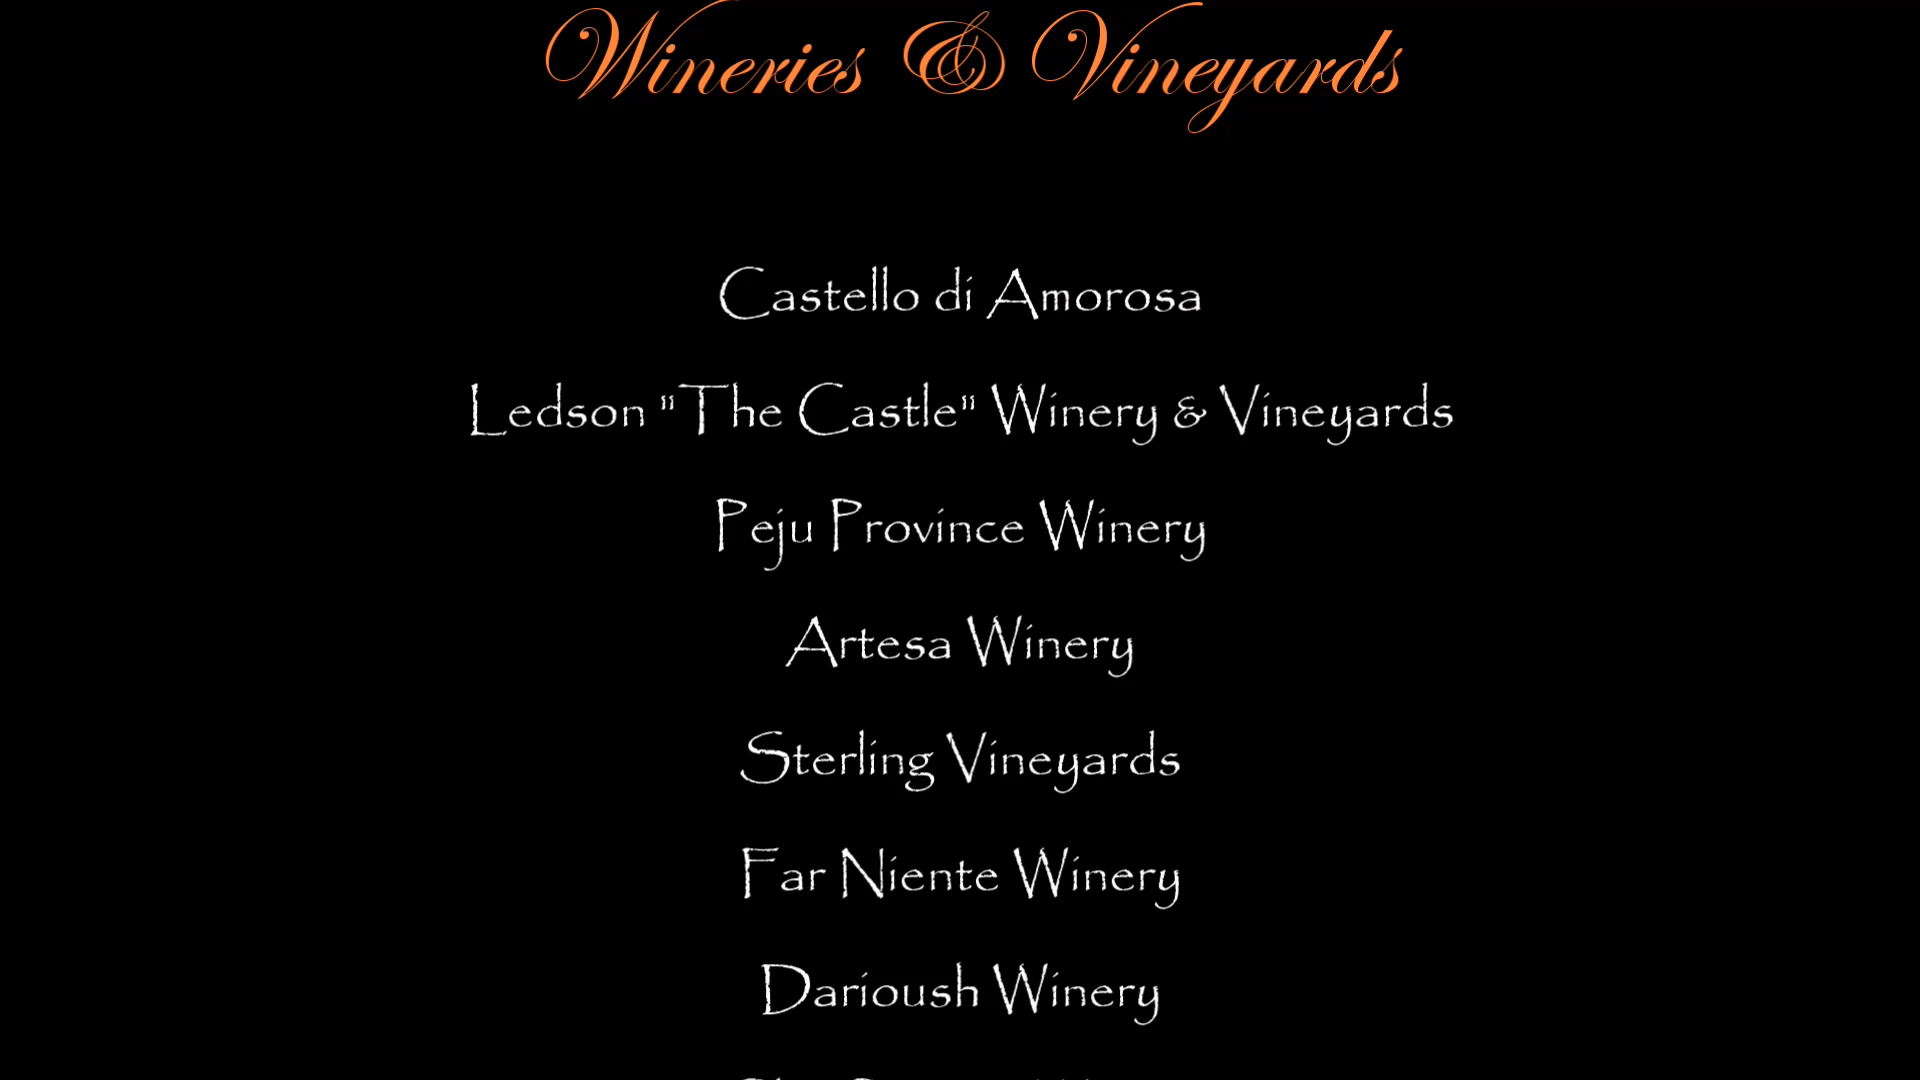 Wineries & Vineyards
Castello di Amorosa
Ledson "The Castle" Winery & Vineyards
Peju Province Winery
Artesa Winery
Sterling Vineyards
Far Niente Winery
Darioush Winery